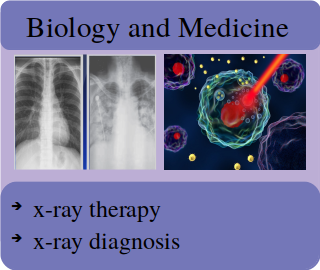 Biology and Medicine
➔ x-ray therapy
➔ x-ray diagnosis